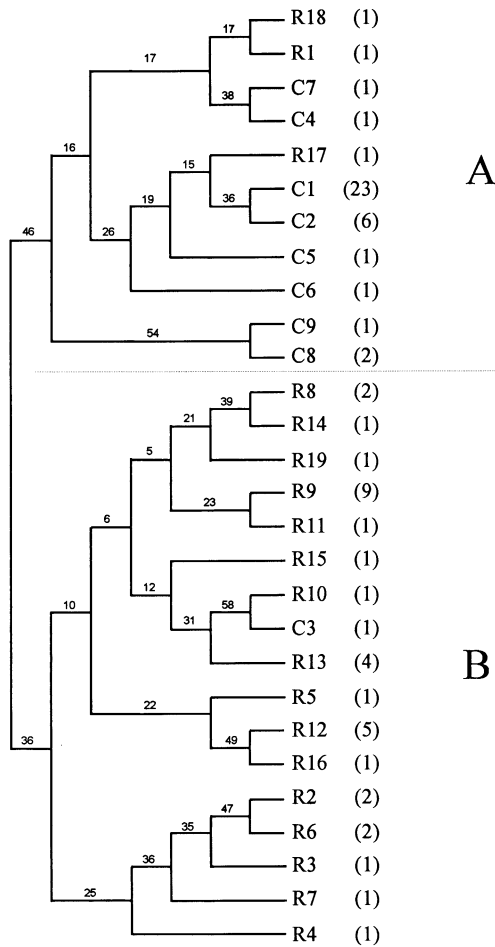 17 R18 (1)
17 R1 (1)
C7 (1)
38 C4 (1)
16 15 R17 (1) A
19 36 C1 (23)
46 26 C2 (6)
C5 (1)
C6 (1)
54 C9 (1)
C8 (2)
39 R8 (2)
21 R14 (1)
5 R19 (1)
23 R9 (9)
6 R11 (1)
R15 (1)
12 58 R10 (1)
10 31 C3 (1)
R13 (4) B
22 R5 (1)
36 49 R12 (5)
R16 (1)
47 R2 (2)
35 R6 (2)
36 R3 (1)
25 R7 (1)
R4 (1)